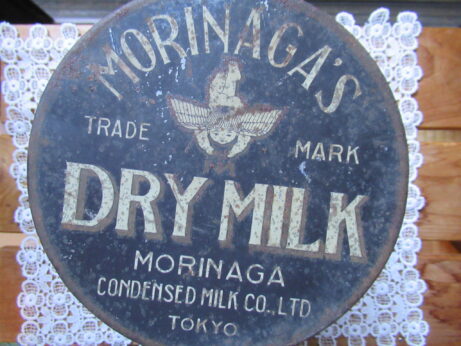 MORINAGA'S
TRADE MARK
DRY MILK
MORINAGA
CONDENSED MILK CO., LTD
TOKYO